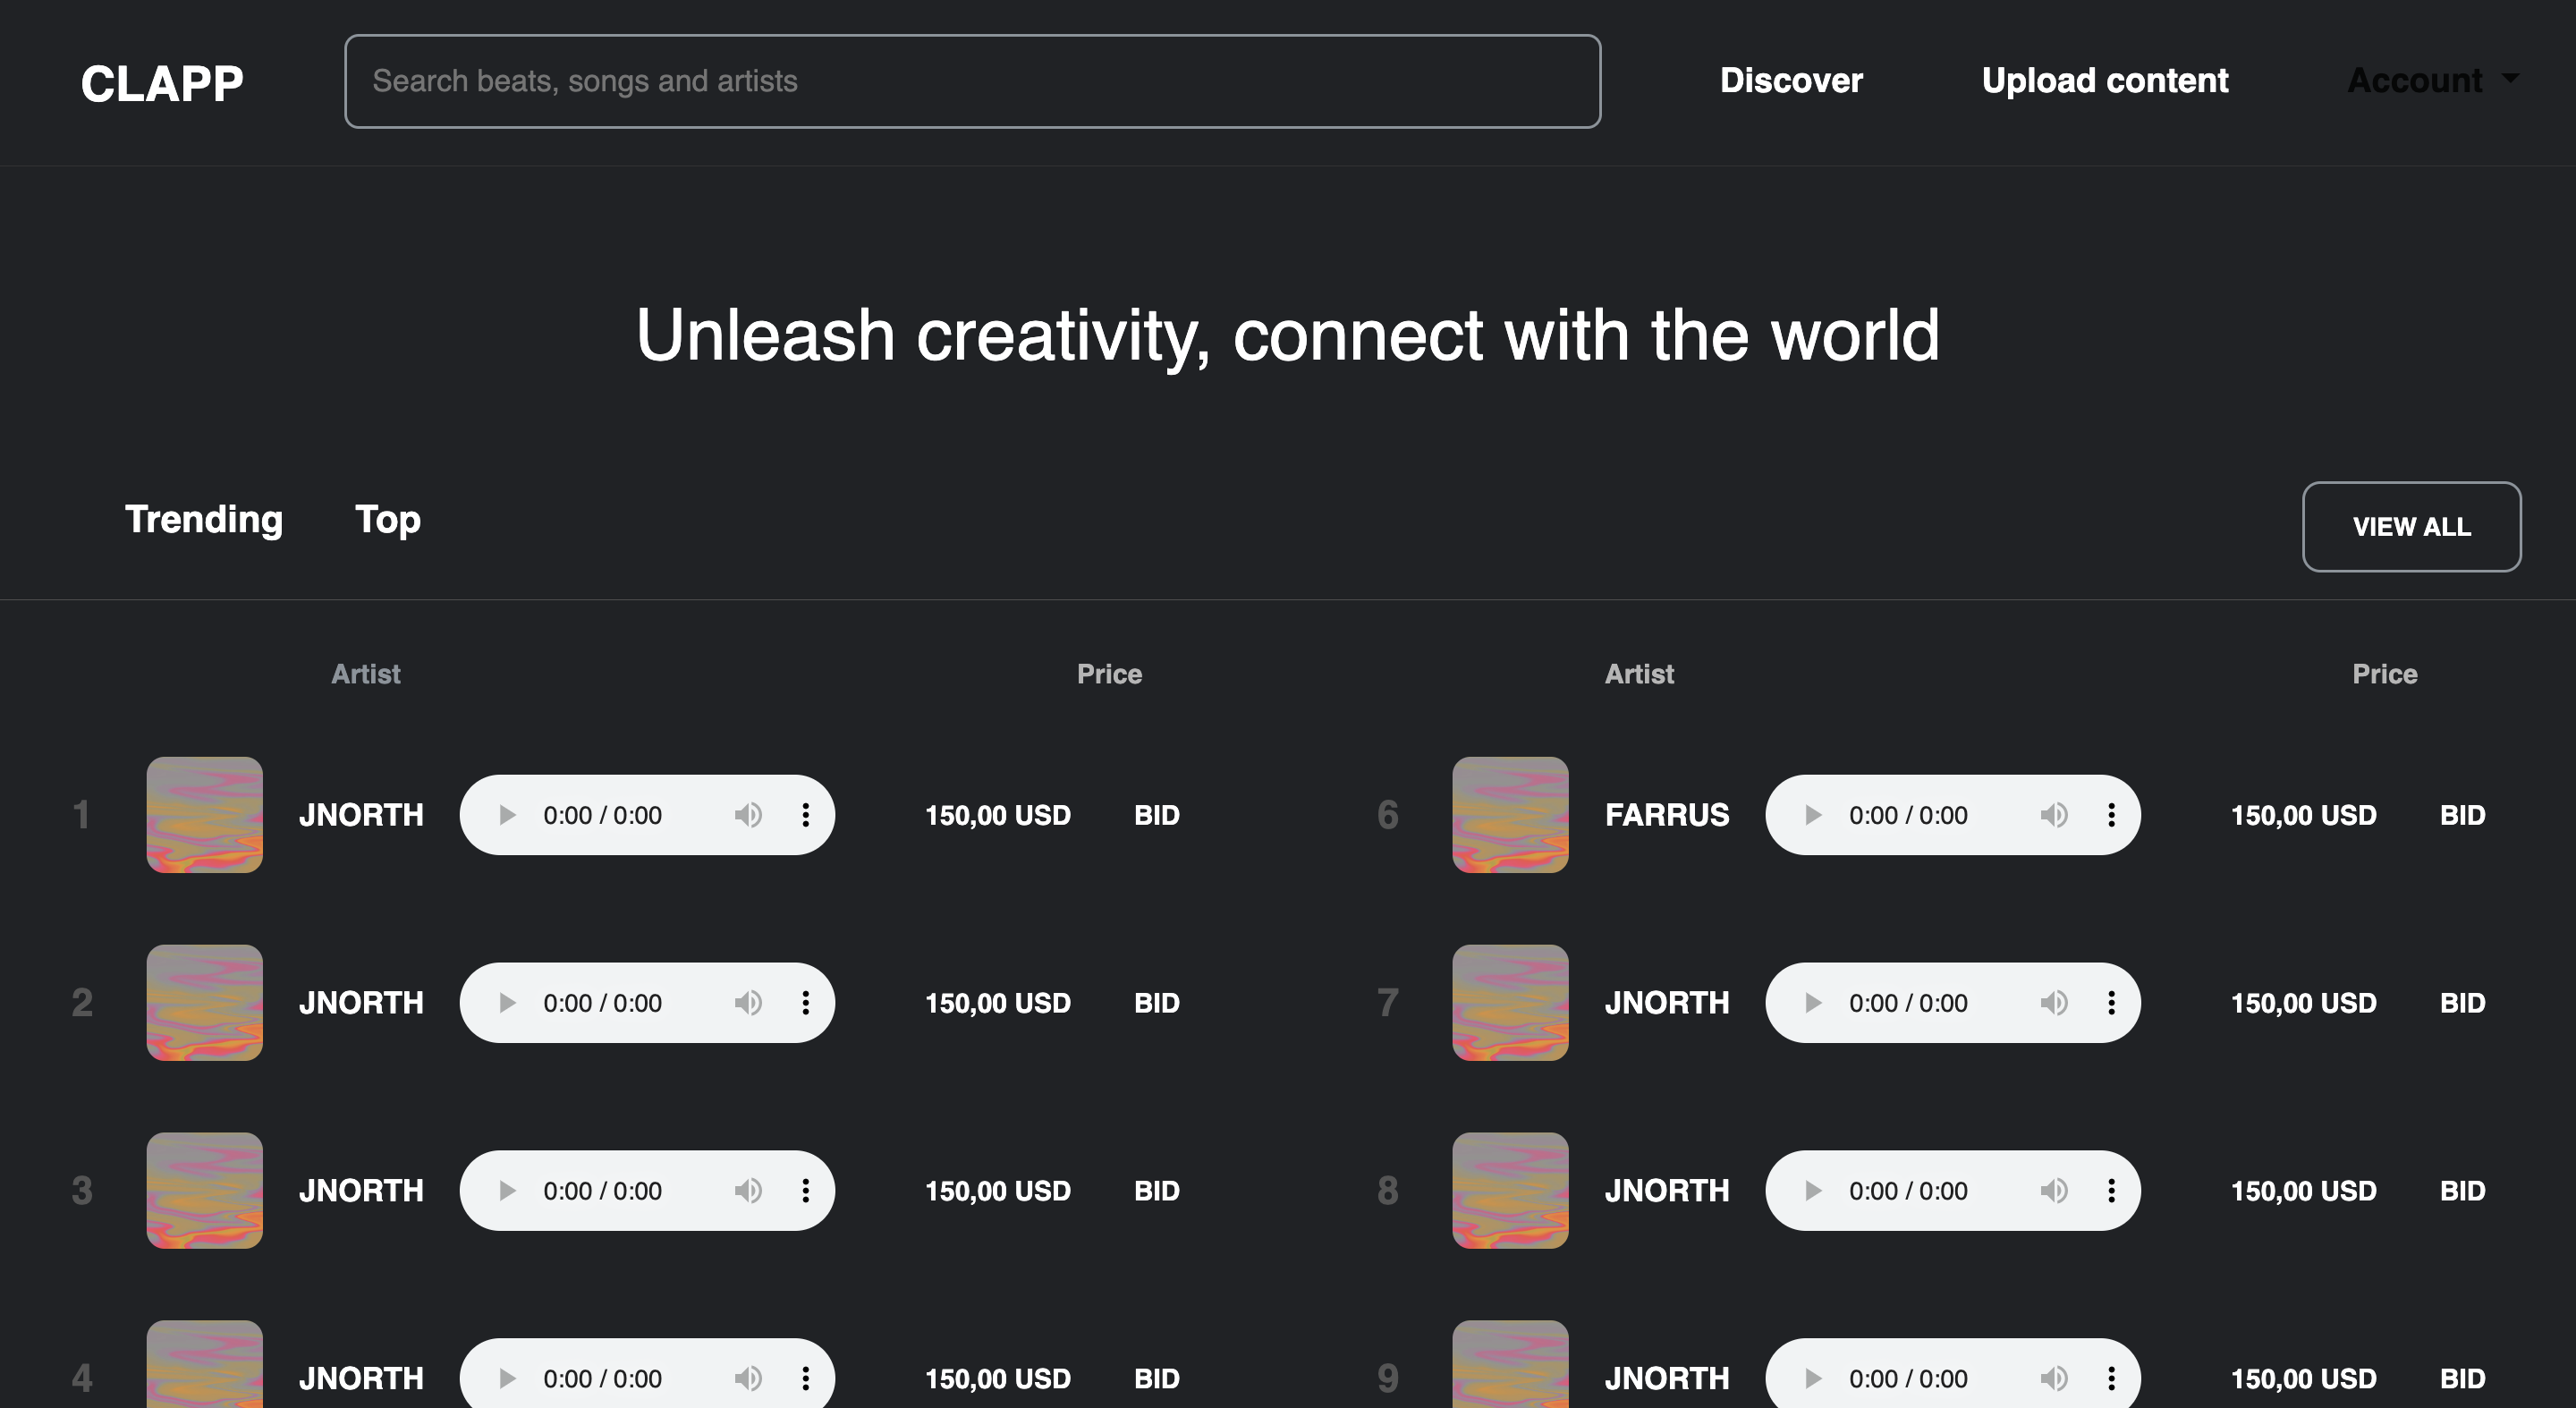 CLAPP Search beats, songs and artists Discover Upload content Account
Unleash creativity, connect with the world
Trending Top VIEW ALL
Artist Price Artist Price
1 JNORTH 0:00 / 0:00 150,00 USD BID 6 FARRUS 0:00 / 0:00 150,00 USD BID
2 JNORTH 0:00 / 0:00 150,00 USD BID 7 JNORTH 0:00 / 0:00 150,00 USD BID
3 JNORTH 0:00 / 0:00 150,00 USD BID 8 JNORTH 0:00 / 0:00 150,00 USD BID
4 JNORTH 0:00 / 0:00 150,00 USD BID 9 JNORTH 0:00 / 0:00 150,00 USD BID